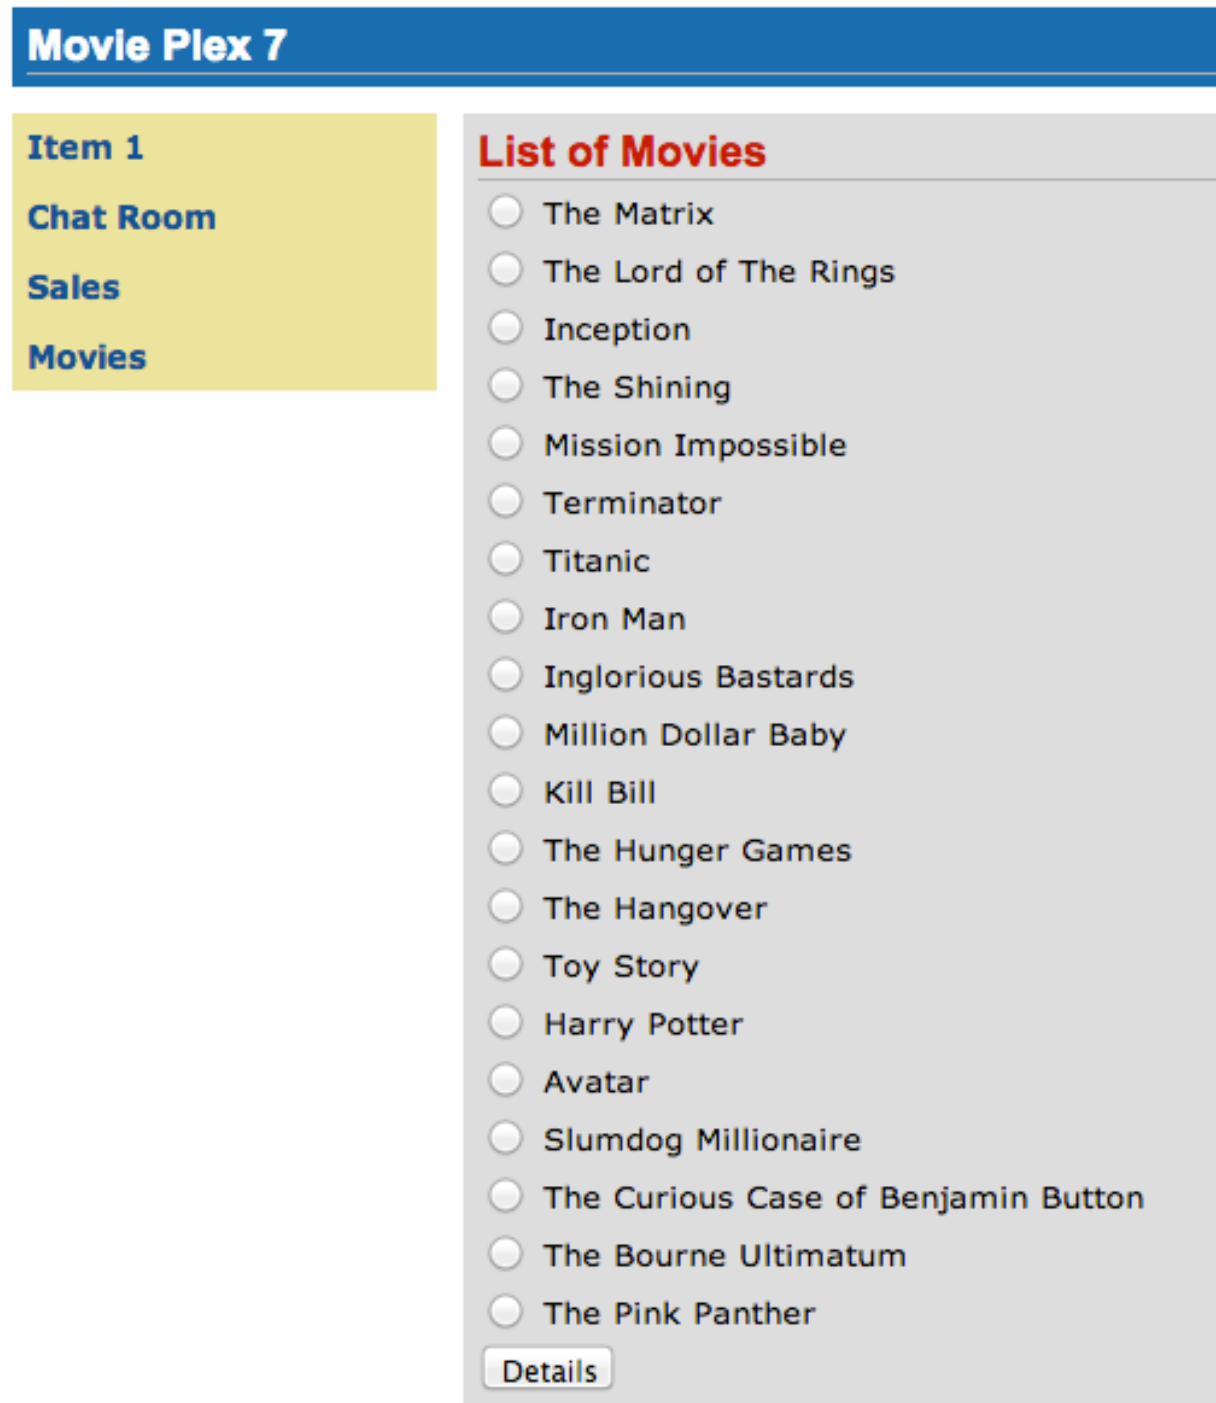 Movie Plex 7
Item 1
Chat Room
Sales
Movies
List of Movies
The Matrix
The Lord of The Rings
Inception
The Shining
Mission Impossible
Terminator
Titanic
Iron Man
Inglorious Bastards
Million Dollar Baby
Kill Bill
The Hunger Games
The Hangover
Toy Story
Harry Potter
Avatar
Slumdog Millionaire
The Curious Case of Benjamin Button
The Bourne Ultimatum
The Pink Panther
Details